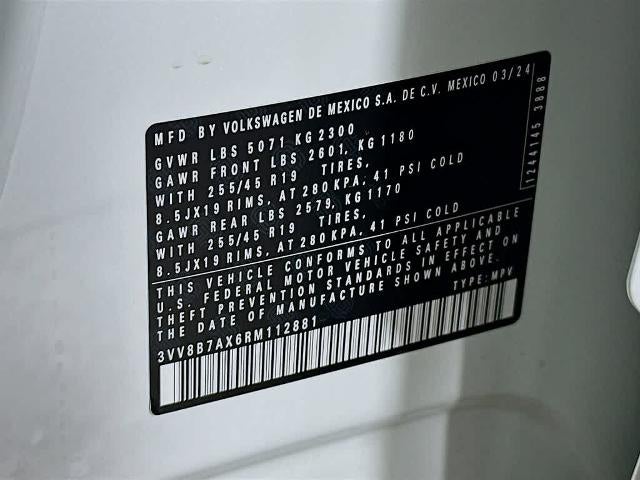 MFD BY VOLKSWAGEN DE MEXICO S.A. DE C.V. MEXICO 03/24
GVWR LBS 5071 KG 2300
GAWR FRONT LBS 2601, KG 1180
WITH 255/45 R19 TIRES,
8.5JX19 RIMS, AT 280 KPA, 41 PSI COLD
GAWR REAR LBS 2579, KG 1170
WITH 255/45 R19 TIRES,
8.5JX19 RIMS, AT 280 KPA, 41 PSI COLD
THIS VEHICLE CONFORMS TO ALL APPLICABLE
U.S. FEDERAL MOTOR VEHICLE SAFETY AND
THEFT PREVENTION STANDARDS IN EFFECT ON
THE DATE OF MANUFACTURE SHOWN ABOVE.
3VV8B7AX6RM112881 TYPE: MPV
1244145 3888